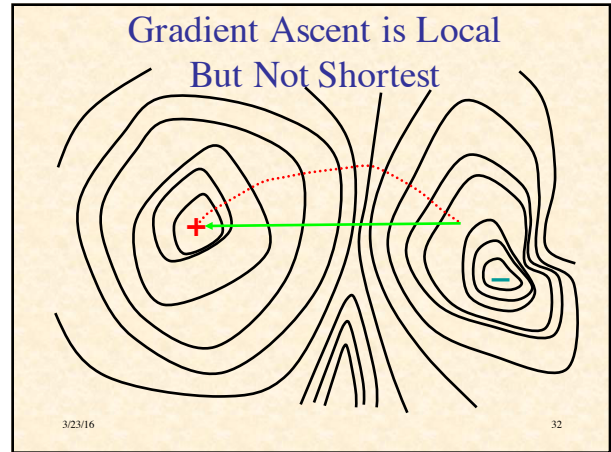 Gradient Ascent is Local
But Not Shortest
+
−
3/23/16
32